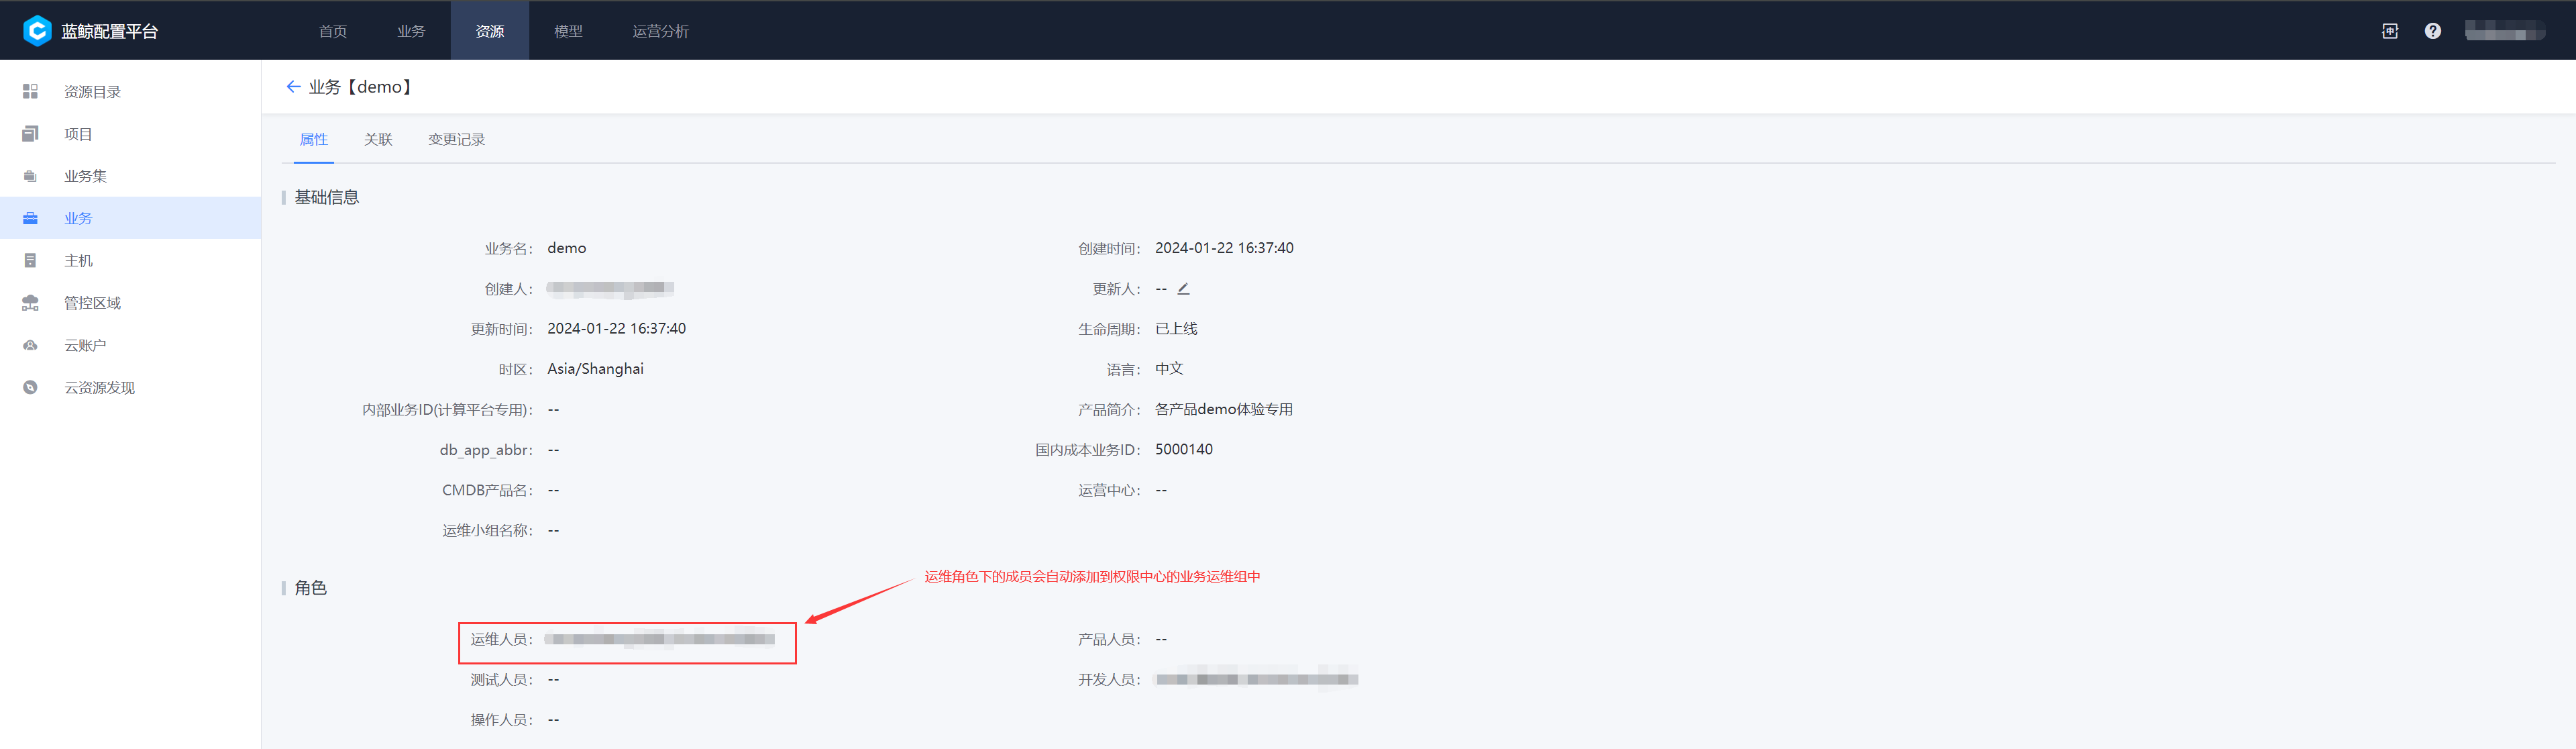 蓝鲸配置平台
首页 业务 资源 模型 运营分析
资源目录
项目
业务集
业务
主机
管控区域
云账户
云资源发现
业务【demo】
属性 关联 变更记录
基础信息
业务名： demo 创建时间： 2024-01-22 16:37:40
创建人： 更新人： --
更新时间： 2024-01-22 16:37:40 生命周期： 已上线
时区： Asia/Shanghai 语言： 中文
内部业务ID(计算平台专用)： -- 产品简介： 各产品demo体验专用
db_app_abbr： -- 国内成本业务ID： 5000140
CMDB产品名： -- 运营中心： --
运维小组名称： --
运维角色下的成员会自动添加到权限中心的业务运维组中
角色
运维人员： 产品人员： --
测试人员： -- 开发人员：
操作人员： --